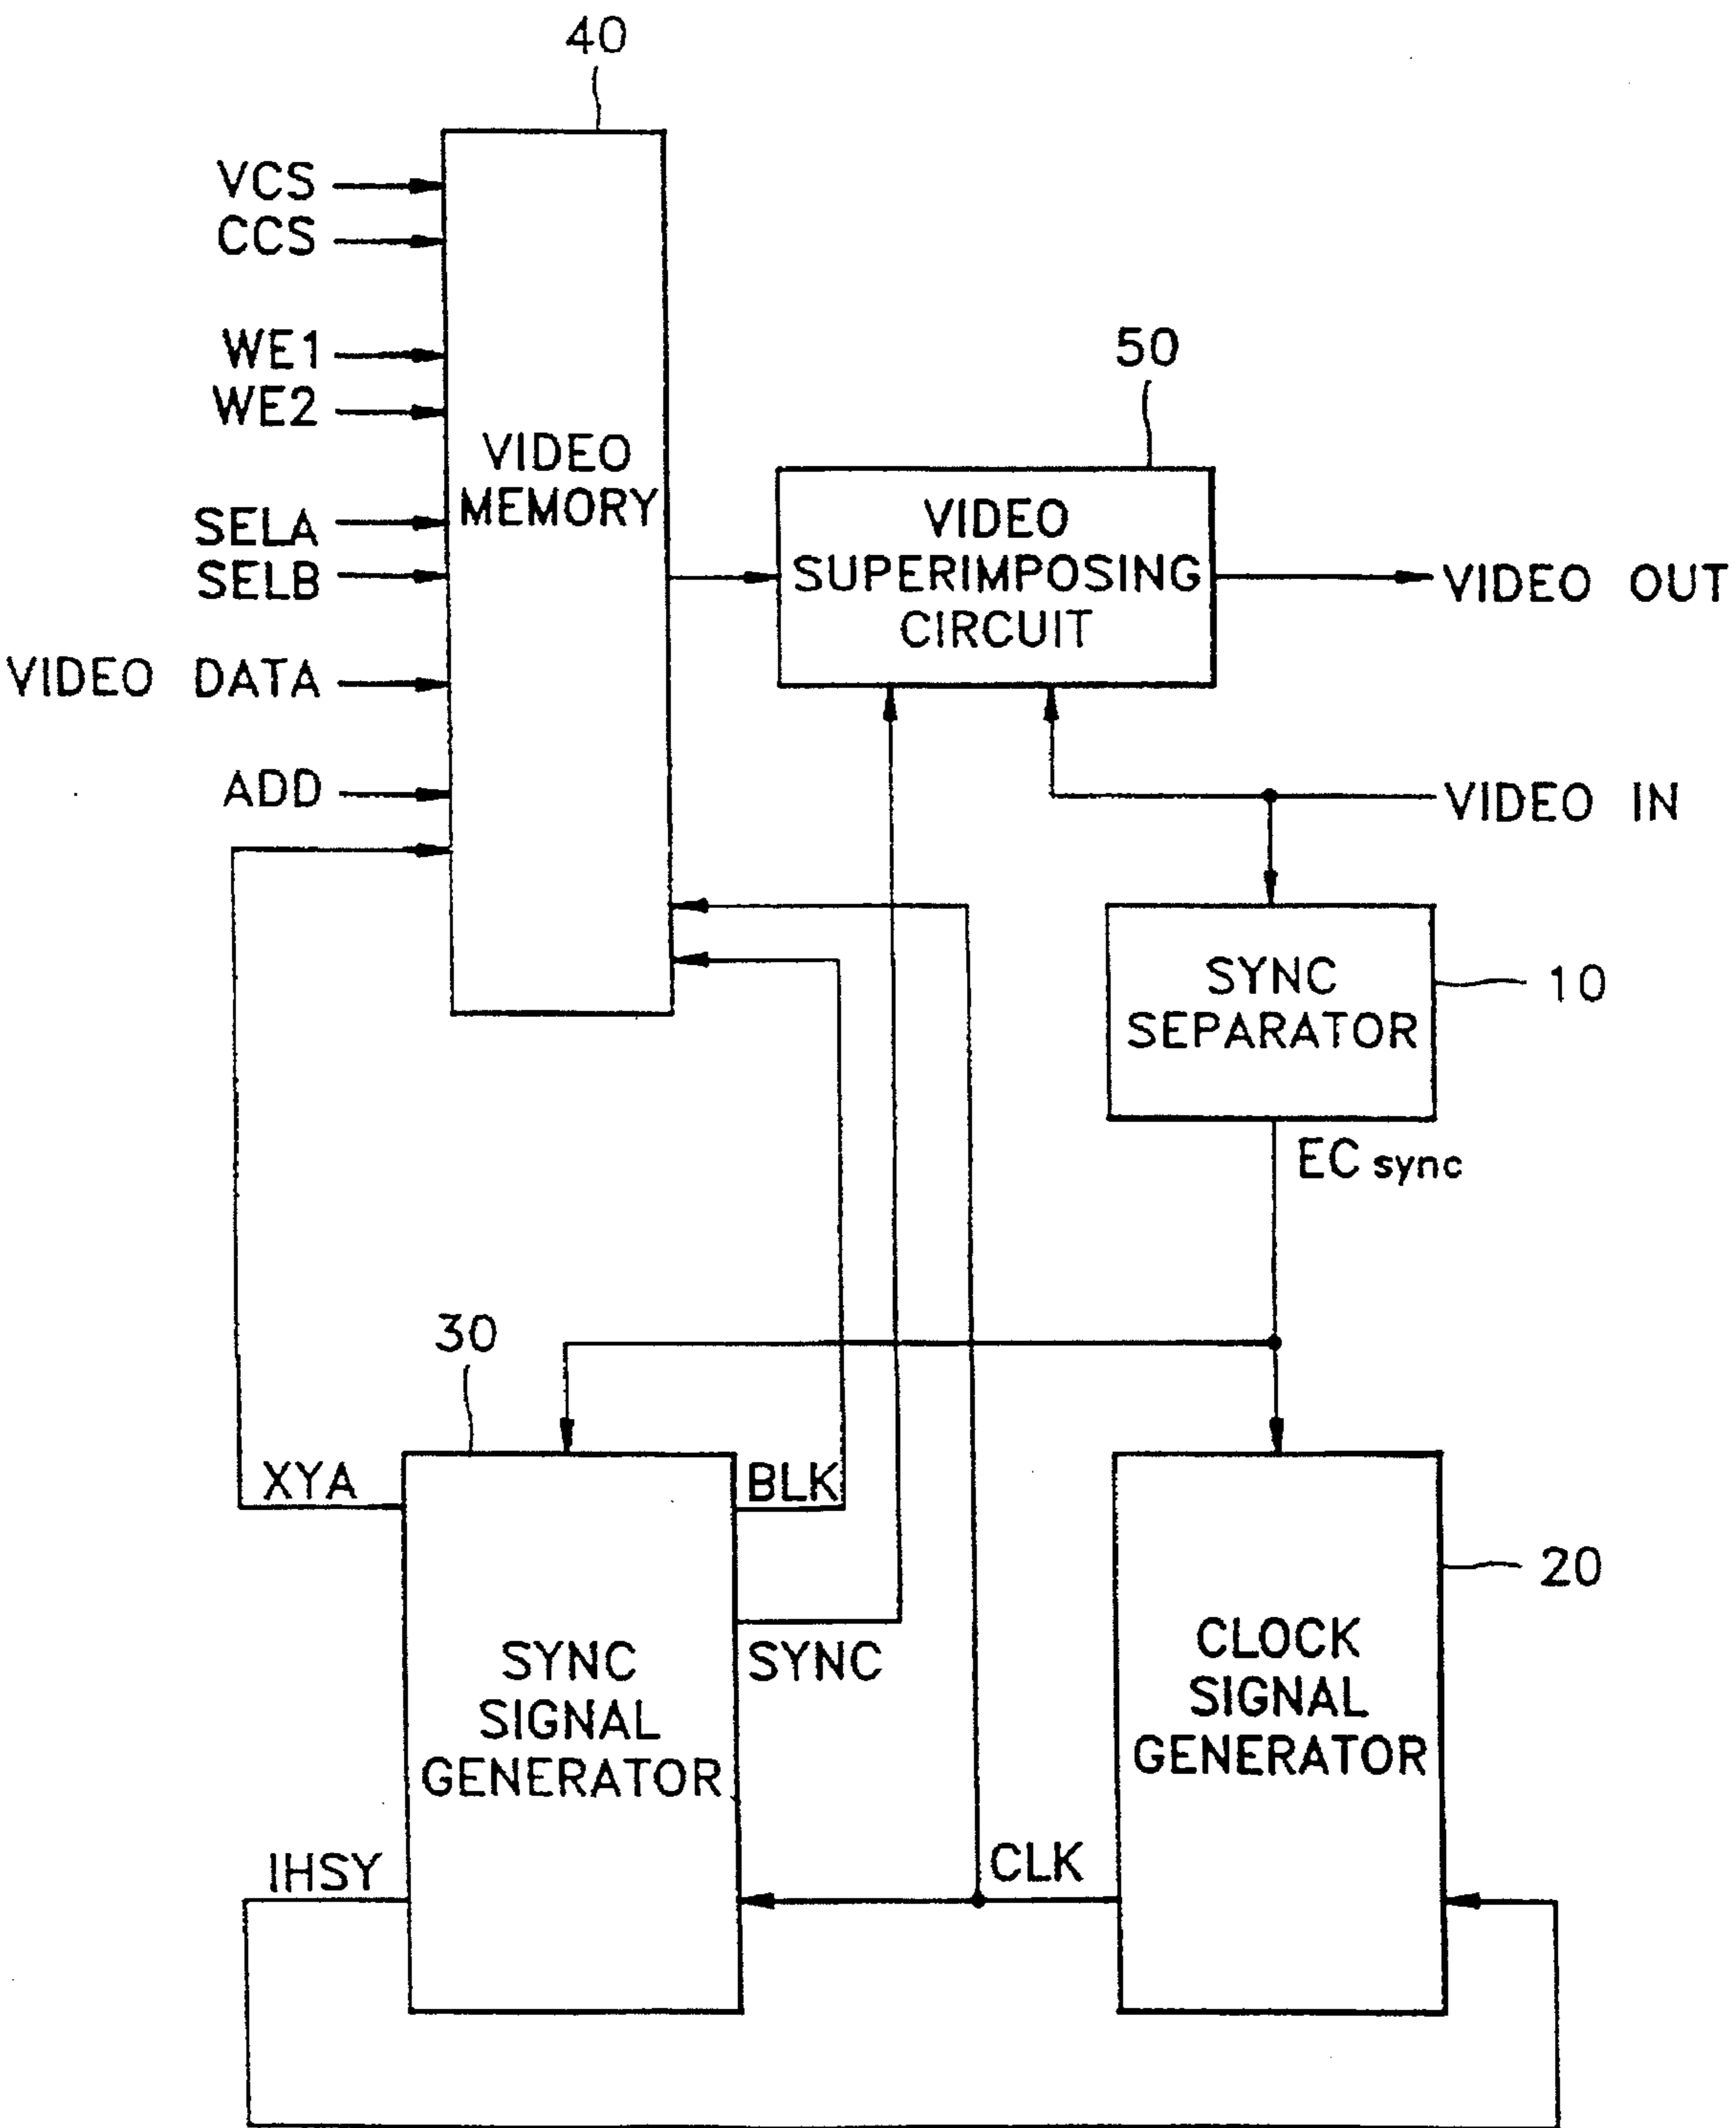 40
VCS
CCS
WE1
WE2
SELA
SELB
VIDEO DATA
ADD
VIDEO
MEMORY
50
VIDEO
SUPERIMPOSING
CIRCUIT
VIDEO OUT
VIDEO IN
SYNC
SEPARATOR
10
EC sync
30
XYA
BLK
SYNC
SYNC
SIGNAL
GENERATOR
IHSY
CLK
20
CLOCK
SIGNAL
GENERATOR